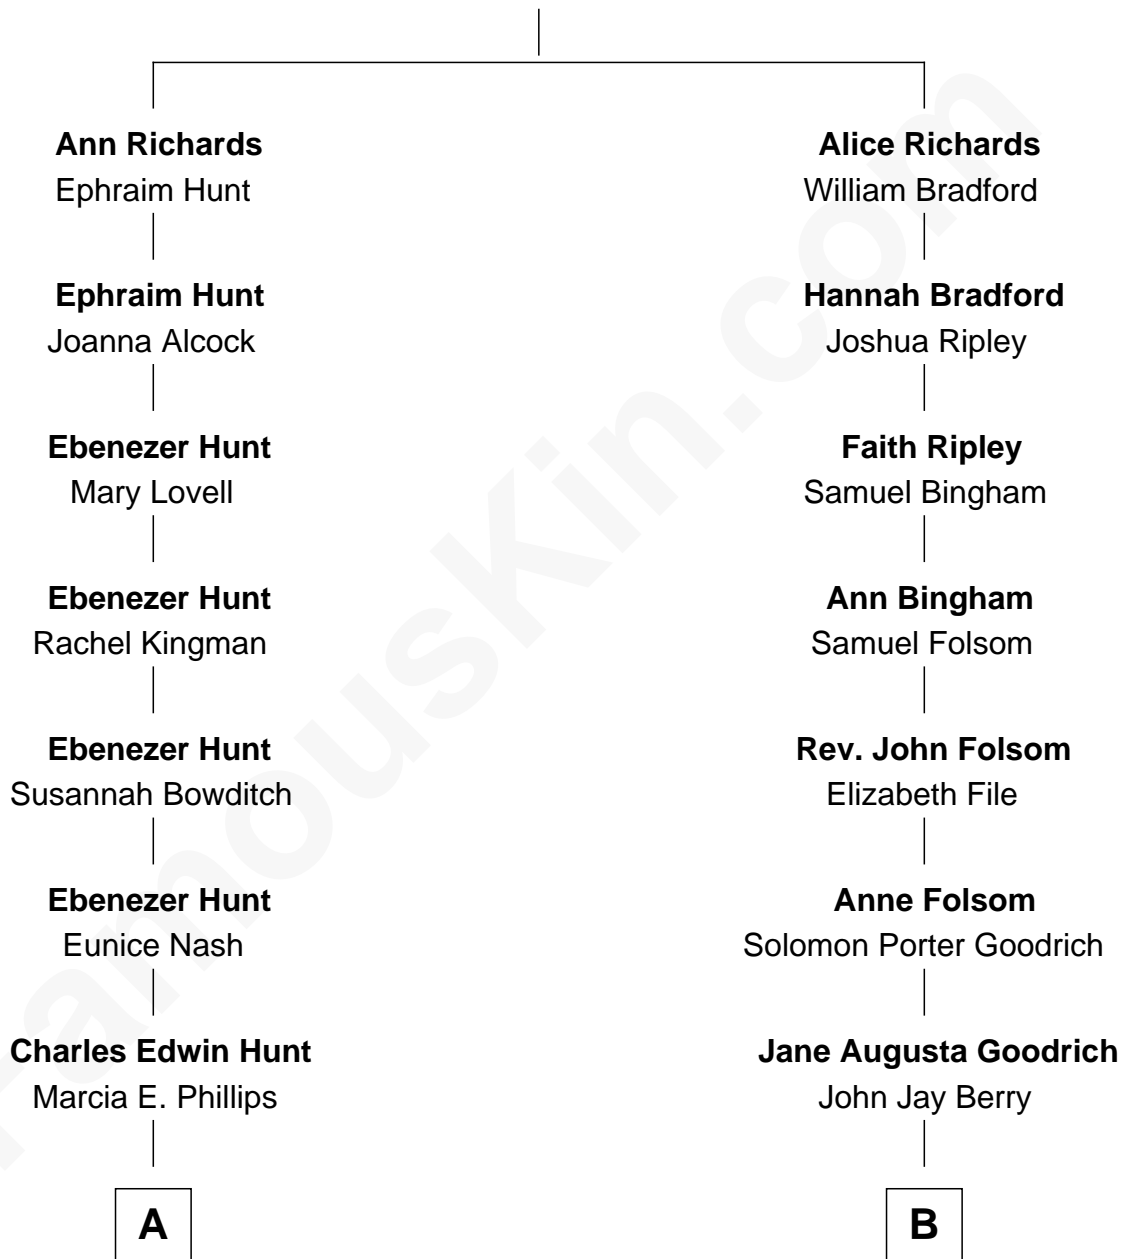 Ann Richards
Ephraim Hunt
Ephraim Hunt
Joanna Alcock
Ebenezer Hunt
Mary Lovell
Ebenezer Hunt
Rachel Kingman
Ebenezer Hunt
Susannah Bowditch
Ebenezer Hunt
Eunice Nash
Charles Edwin Hunt
Marcia E. Phillips
A
Alice Richards
William Bradford
Hannah Bradford
Joshua Ripley
Faith Ripley
Samuel Bingham
Ann Bingham
Samuel Folsom
Rev. John Folsom
Elizabeth File
Anne Folsom
Solomon Porter Goodrich
Jane Augusta Goodrich
John Jay Berry
B
FamousKin.com